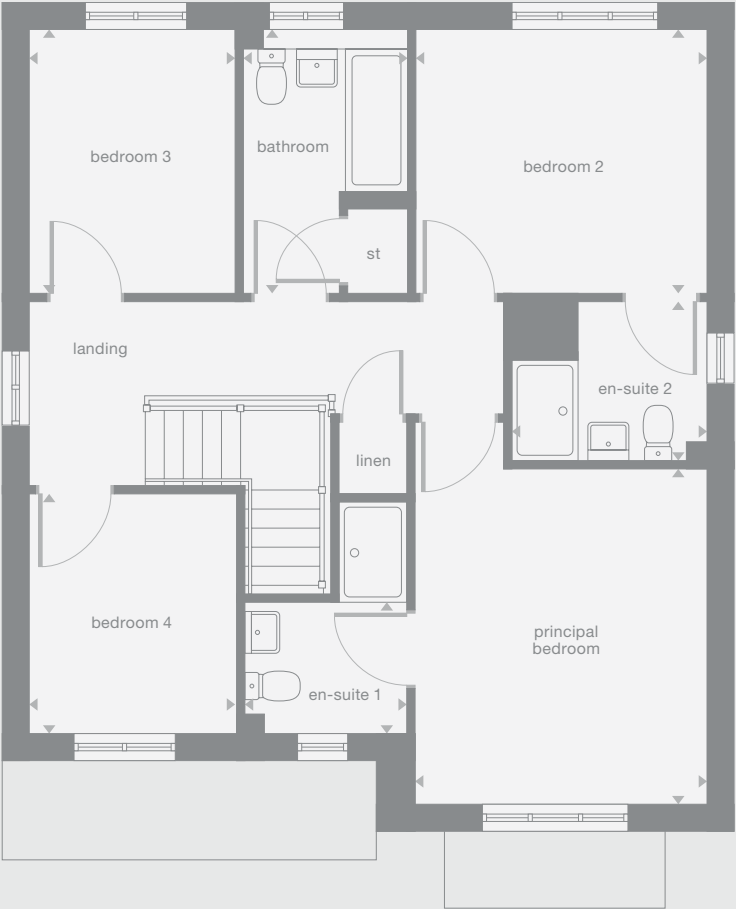 bedroom 3
bathroom
bedroom 2
st
landing
en-suite 2
linen
bedroom 4
principal
bedroom
en-suite 1